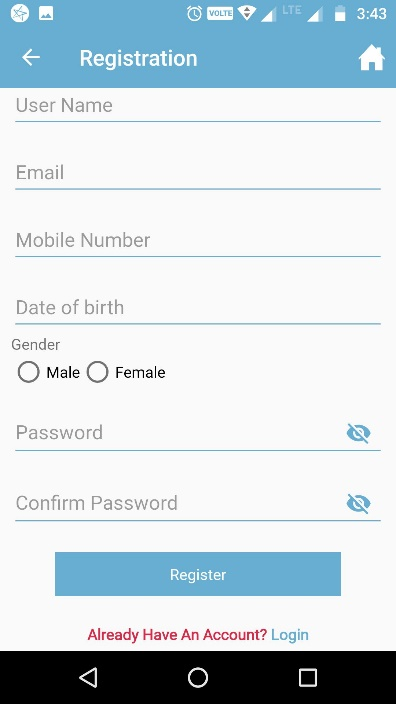 VOLTE LTE 3:43
Registration
User Name
Email
Mobile Number
Date of birth
Gender
Male Female
Password
Confirm Password
Register
Already Have An Account? Login